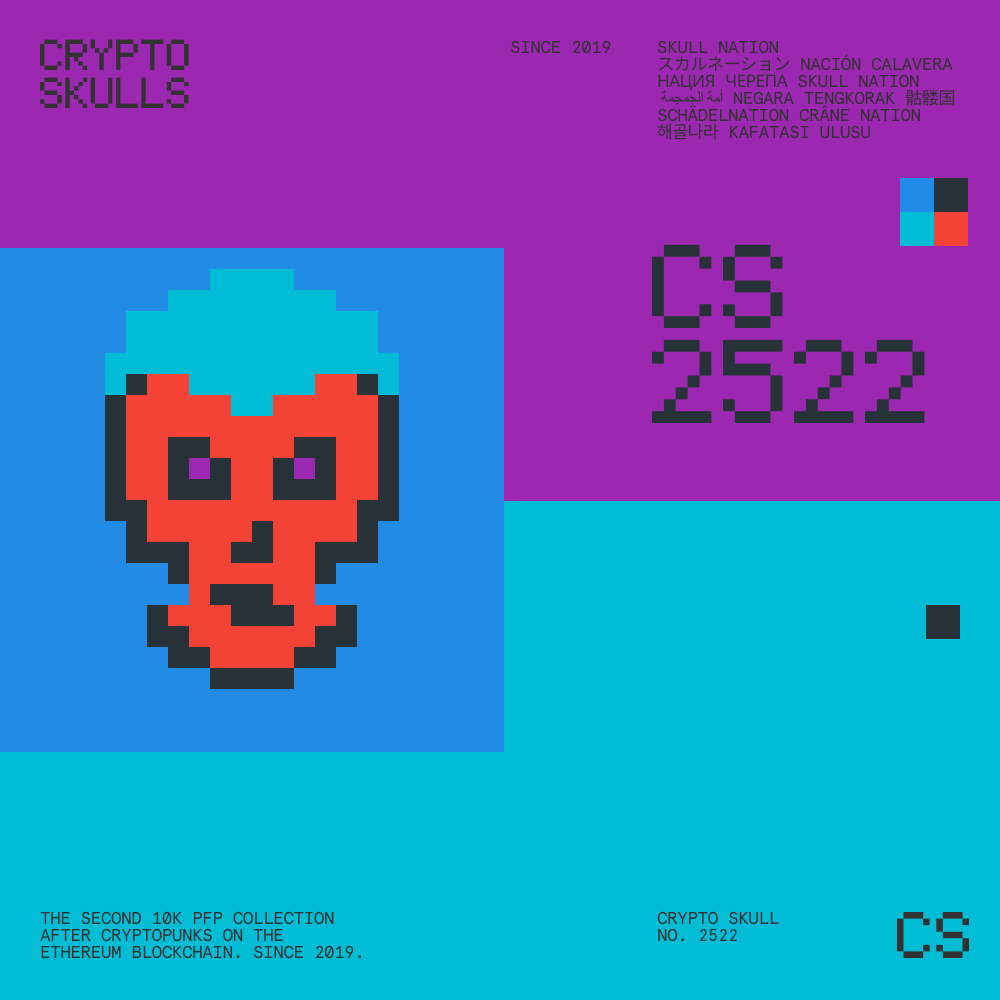 CRYPTO
SKULLS
SINCE 2019
SKULL NATION
スカルネーション NACIÓN CALAVERA
НАЦИЯ ЧЕРЕПА SKULL NATION
أمة الجمجمة NEGARA TENGKORAK 骷髅国
SCHÄDELNATION CRÂNE NATION
해골나라 KAFATASI ULUSU
CS
2522
THE SECOND 10K PFP COLLECTION
AFTER CRYPTOPUNKS ON THE
ETHEREUM BLOCKCHAIN. SINCE 2019.
CRYPTO SKULL
NO. 2522
CS